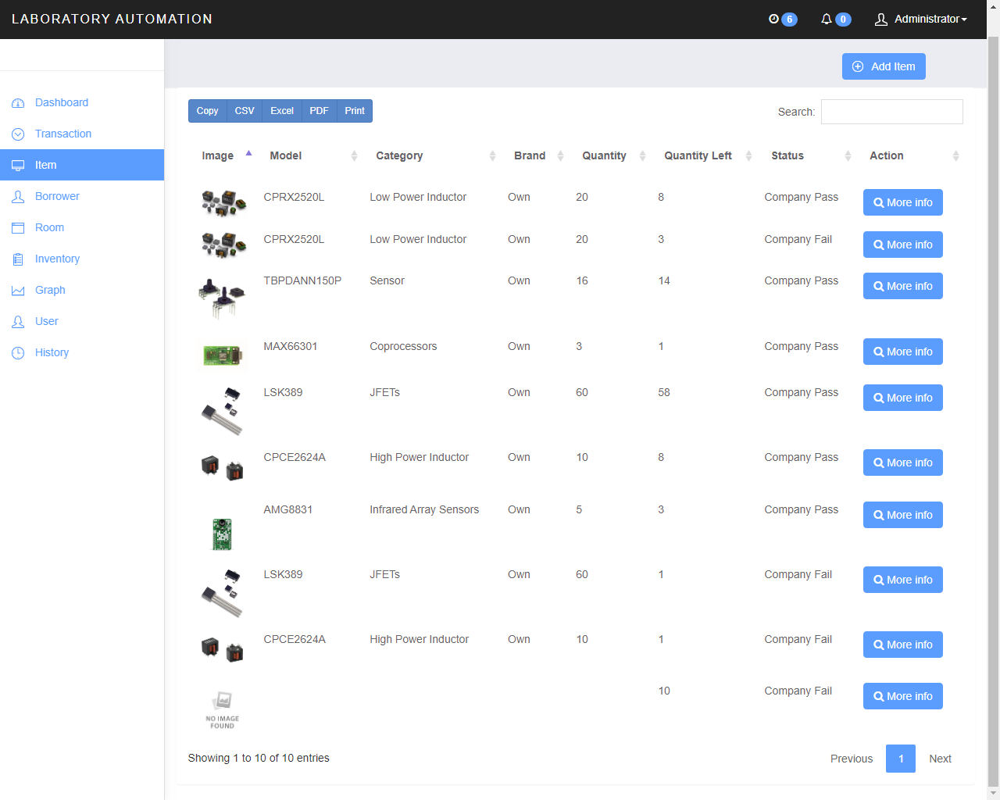 LABORATORY AUTOMATION 6 0 Administrator
Add Item
Dashboard
Transaction
Item
Borrower
Room
Inventory
Graph
User
History
Copy CSV Excel PDF Print Search:
Image Model Category Brand Quantity Quantity Left Status Action
CPRX2520L Low Power Inductor Own 20 8 Company Pass More info
CPRX2520L Low Power Inductor Own 20 3 Company Fail More info
TBPDANN150P Sensor Own 16 14 Company Pass More info
MAX66301 Coprocessors Own 3 1 Company Pass More info
LSK389 JFETs Own 60 58 Company Pass More info
CPCE2624A High Power Inductor Own 10 8 Company Pass More info
AMG8831 Infrared Array Sensors Own 5 3 Company Pass More info
LSK389 JFETs Own 60 1 Company Fail More info
CPCE2624A High Power Inductor Own 10 1 Company Fail More info
10 Company Fail More info
NO IMAGE
FOUND
Showing 1 to 10 of 10 entries Previous 1 Next